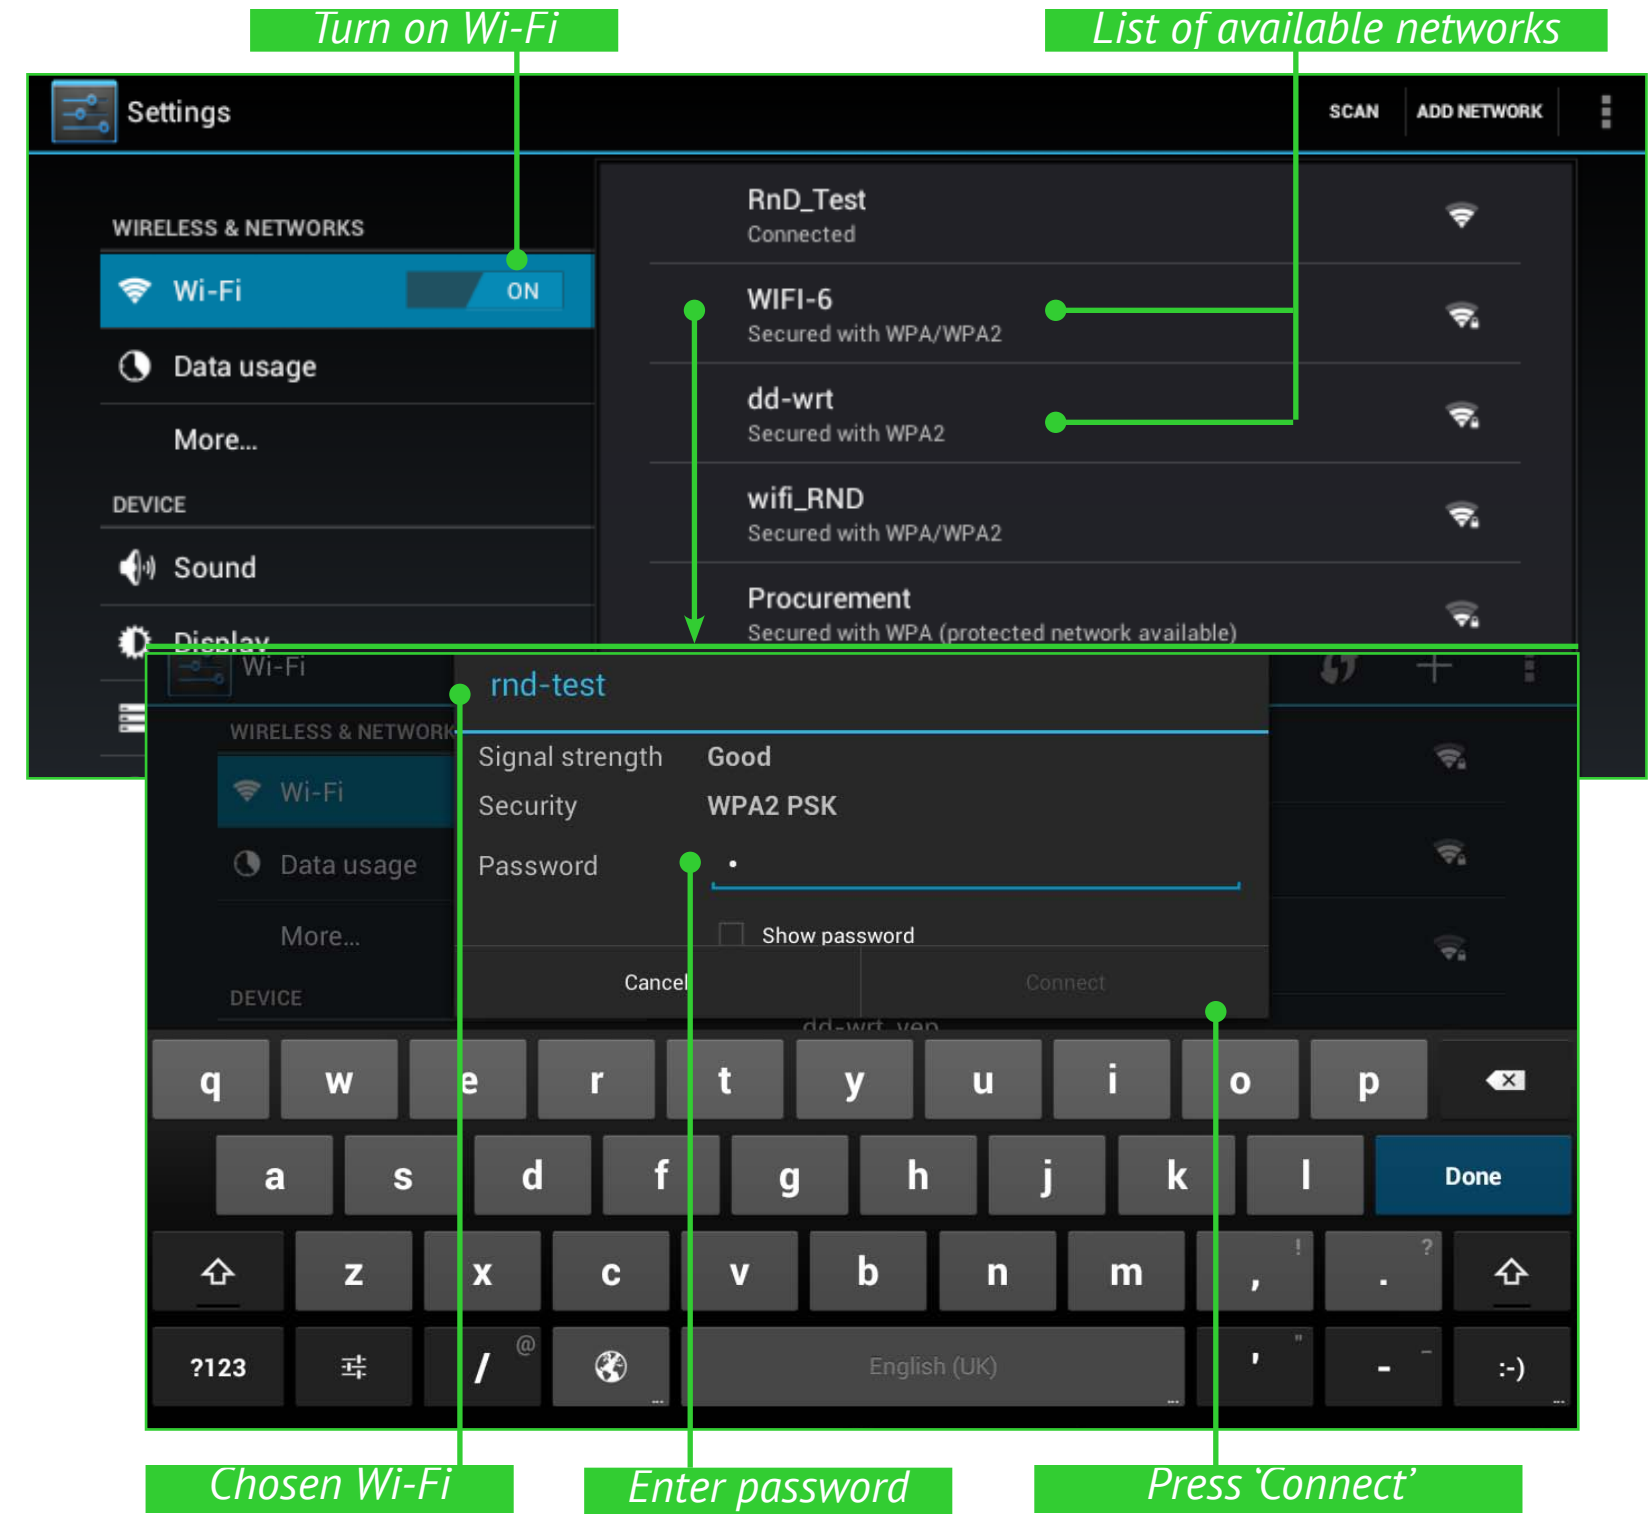 Turn on Wi-Fi
List of available networks
Settings
SCAN
ADD NETWORK
WIRELESS & NETWORKS
Wi-Fi
ON
Data usage
More...
DEVICE
Sound
Display
RnD_Test
Connected
WIFI-6
Secured with WPA/WPA2
dd-wrt
Secured with WPA2
wifi_RND
Secured with WPA/WPA2
Procurement
Secured with WPA (protected network available)
Wi-Fi
WIRELESS & NETWORK
Wi-Fi
Data usage
More...
DEVICE
rnd-test
Signal strength Good
Security WPA2 PSK
Password •
Show password
Cancel
Connect
dd-wrt_ven
q w e r t y u i o p
a s d f g h j k l Done
z x c v b n m , ! . ?
?123 / @ English (UK) ' " - _ :-)
Chosen Wi-Fi
Enter password
Press ‘Connect’